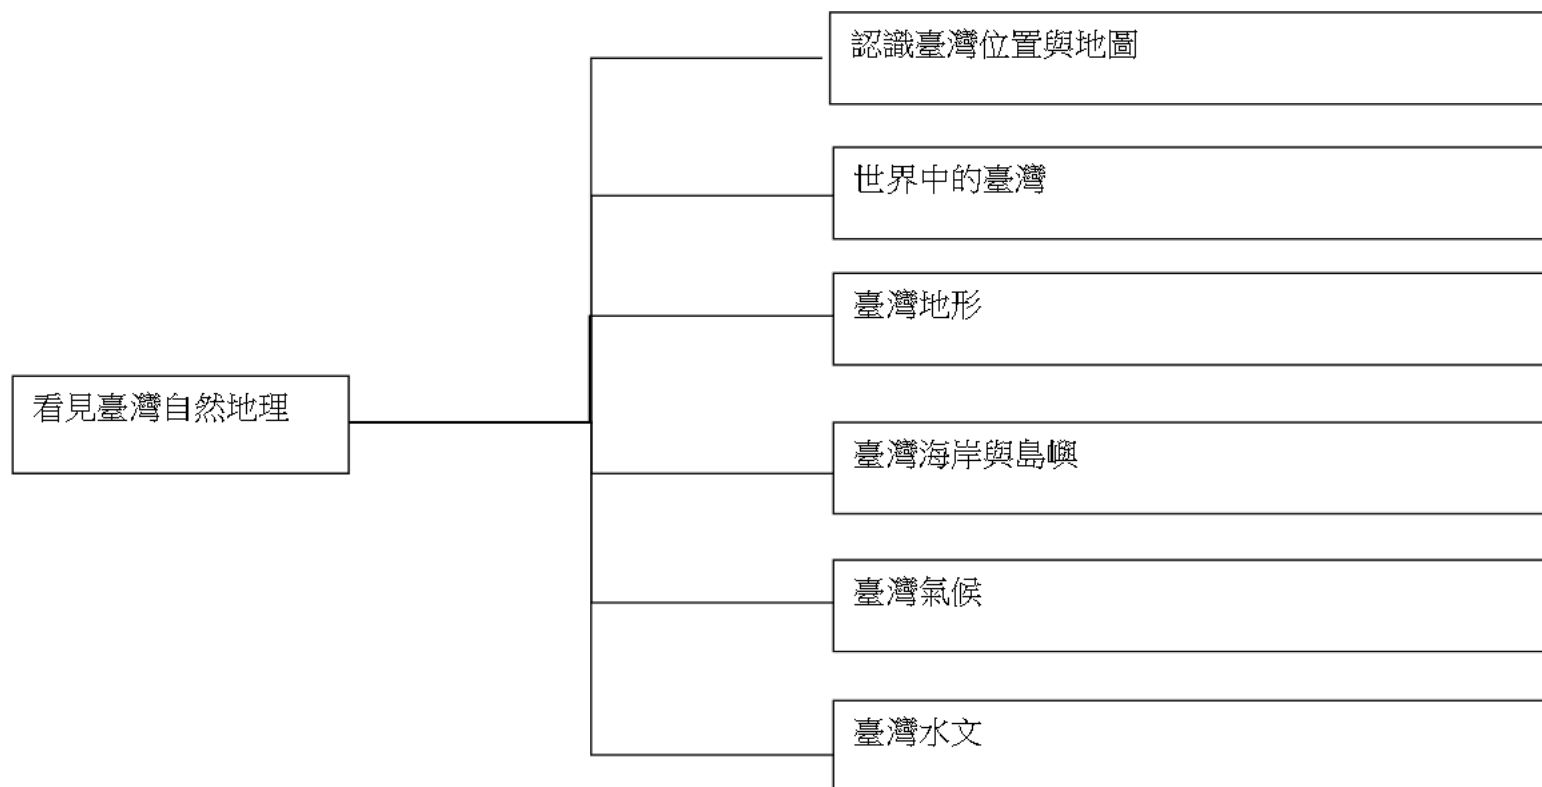 認識臺灣位置與地圖
世界中的臺灣
臺灣地形
看見臺灣自然地理
臺灣海岸與島嶼
臺灣氣候
臺灣水文